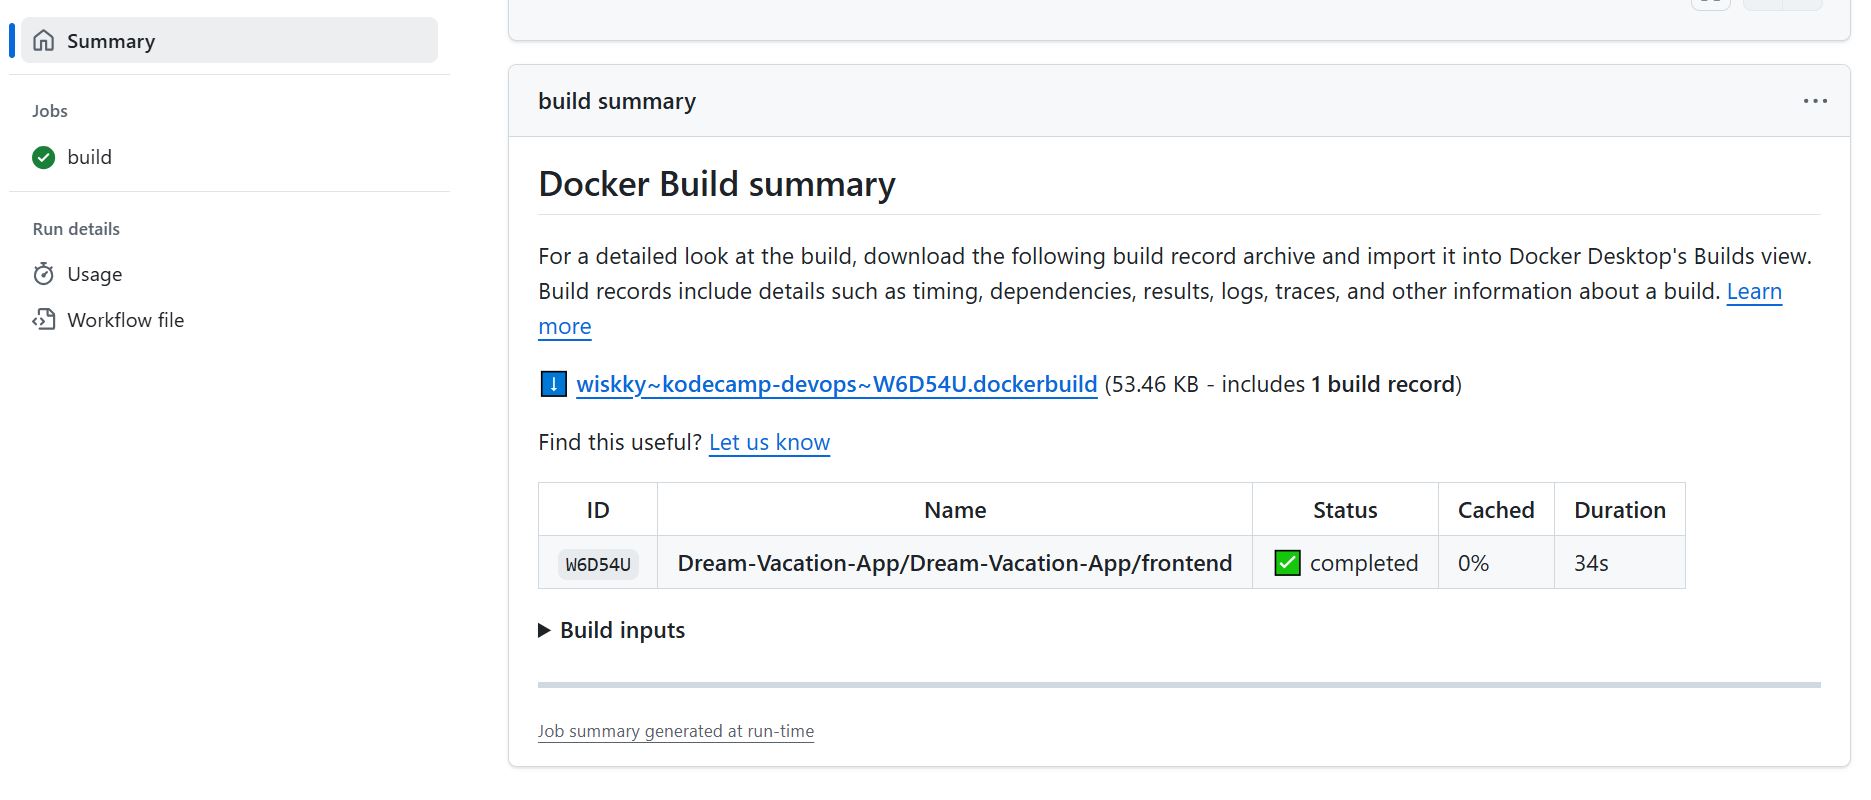 Summary
Jobs
build
Run details
Usage
Workflow file
build summary
Docker Build summary
For a detailed look at the build, download the following build record archive and import it into Docker Desktop's Builds view.
Build records include details such as timing, dependencies, results, logs, traces, and other information about a build. Learn
more
wiskky~kodecamp-devops~W6D54U.dockerbuild (53.46 KB - includes 1 build record)
Find this useful? Let us know
ID Name Status Cached Duration
W6D54U Dream-Vacation-App/Dream-Vacation-App/frontend completed 0% 34s
Build inputs
Job summary generated at run-time